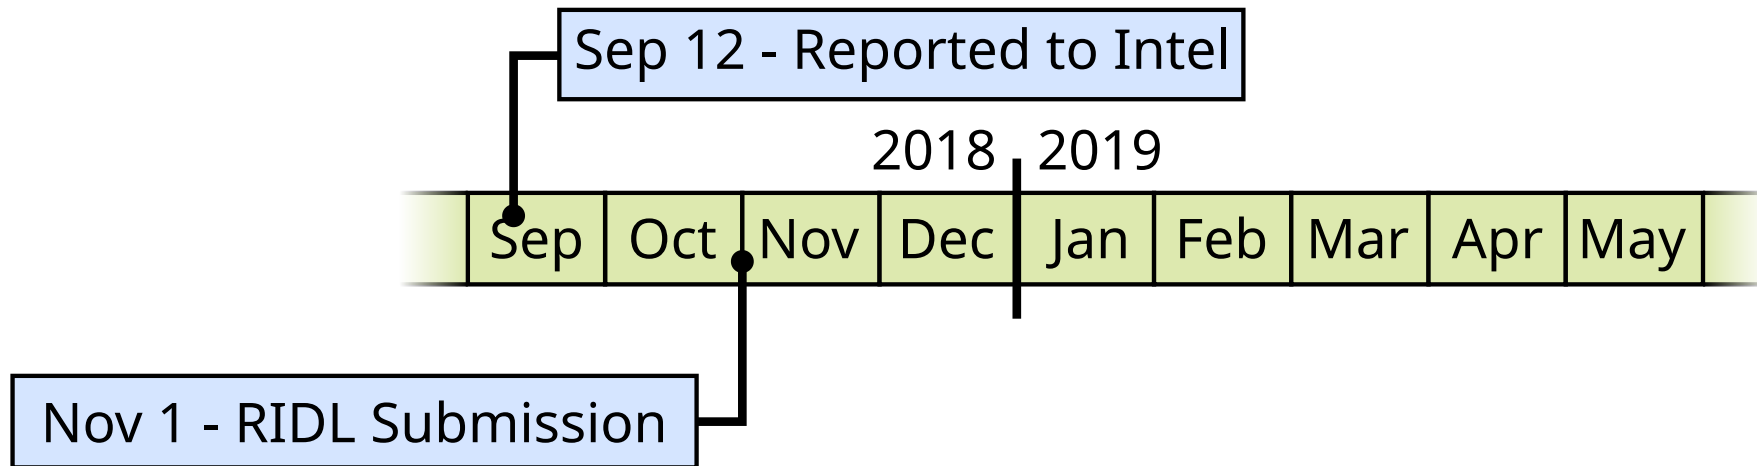 Sep 12 - Reported to Intel
2018 2019
Sep Oct Nov Dec Jan Feb Mar Apr May
Nov 1 - RIDL Submission